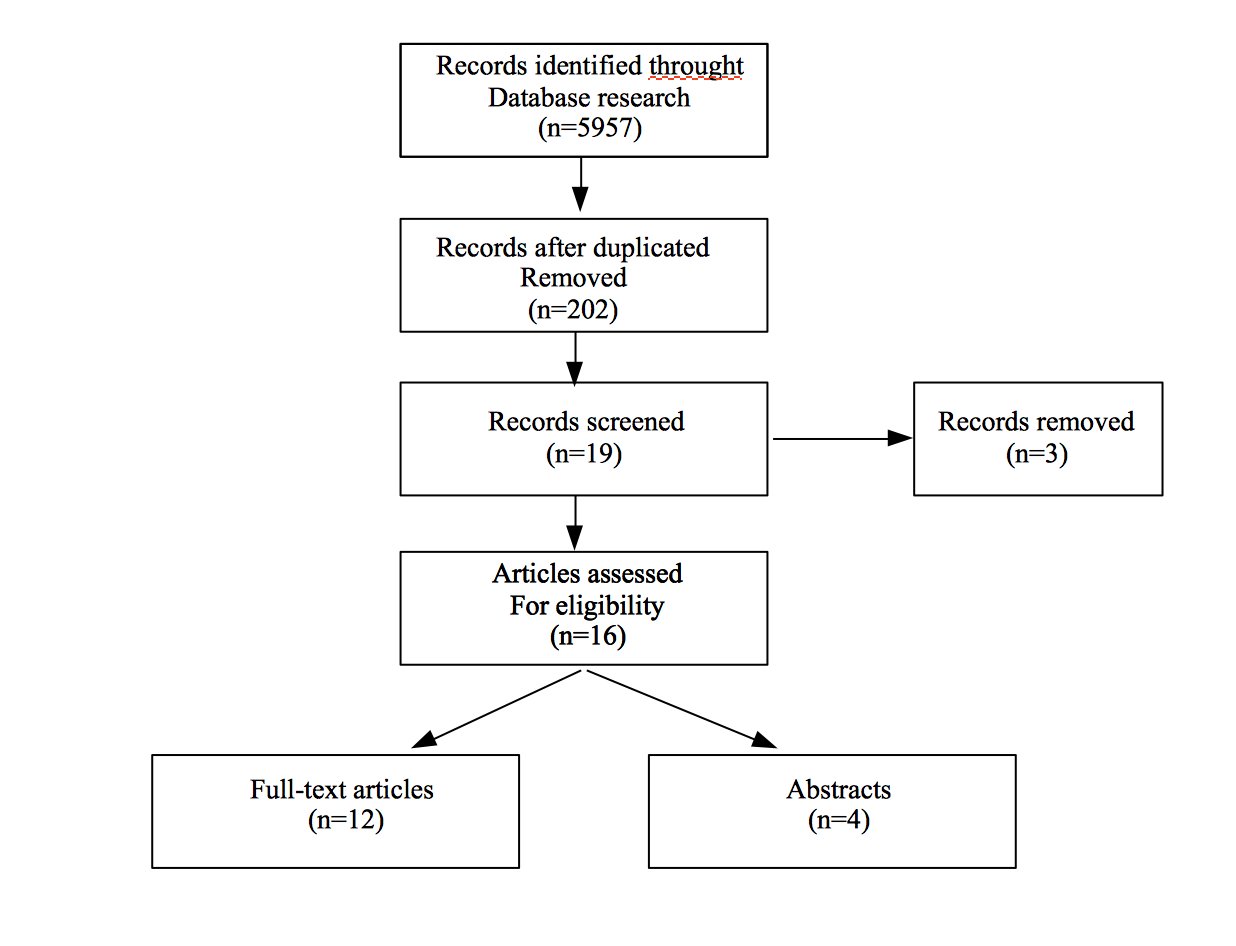 Records identified throught
Database research
(n=5957)
Records after duplicated
Removed
(n=202)
Records screened
(n=19)
Records removed
(n=3)
Articles assessed
For eligibility
(n=16)
Full-text articles
(n=12)
Abstracts
(n=4)